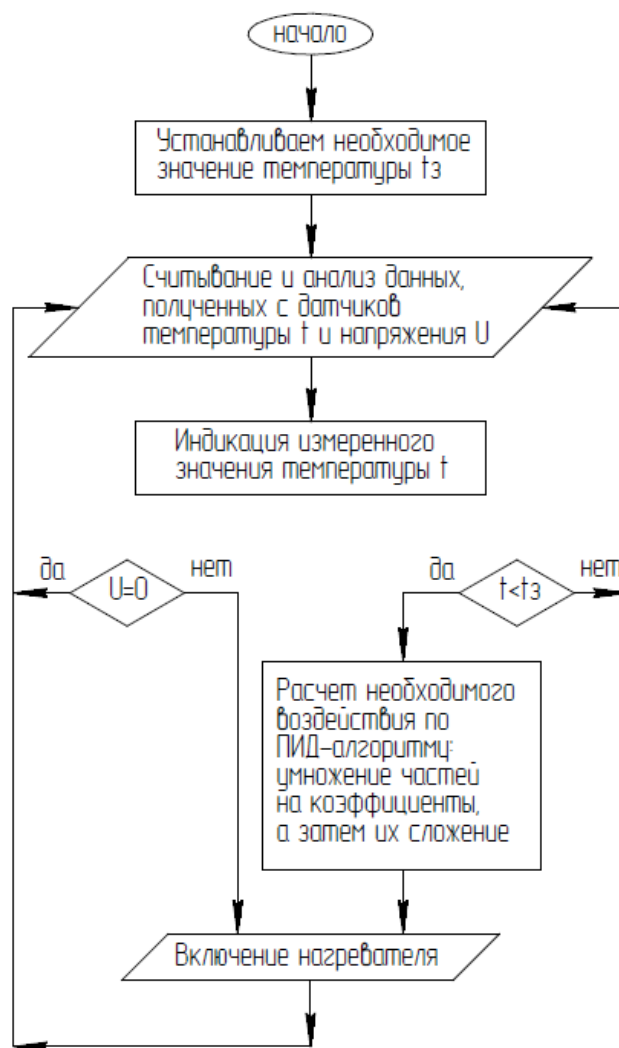 начало
Устанавливаем необходимое
значение температуры tз
Считывание и анализ данных,
полученных с датчиков
температуры t и напряжения U
Индикация измеренного
значения температуры t
да
U=0
нет
да
t<tз
нет
Расчет необходимого
воздействия по
ПИД-алгоритму:
умножение частей
на коэффициенты,
а затем их сложение
Включение нагревателя